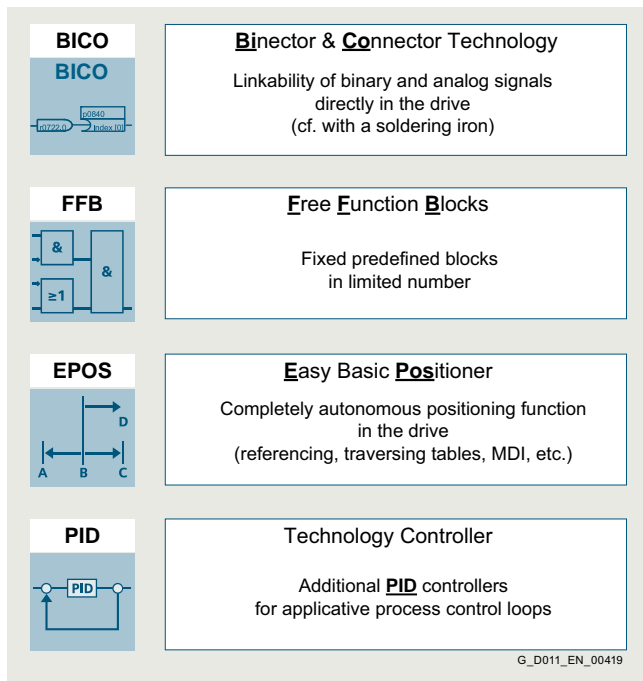 BICO
Binector & Connector Technology
BICO
p0840
r0722.0
Index [0]
Linkability of binary and analog signals
directly in the drive
(cf. with a soldering iron)
FFB
Free Function Blocks
&
&
≥1
Fixed predefined blocks
in limited number
EPOS
Easy Basic Positioner
D
A B C
Completely autonomous positioning function
in the drive
(referencing, traversing tables, MDI, etc.)
PID
Technology Controller
PID
Additional PID controllers
for applicative process control loops
G_D011_EN_00419